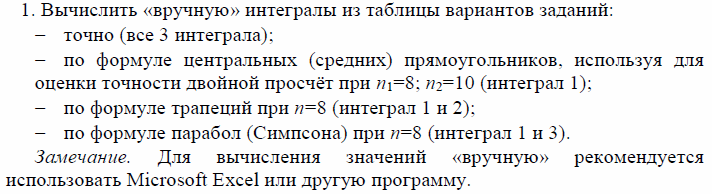 1. Вычислить «вручную» интегралы из таблицы вариантов заданий:
– точно (все 3 интеграла);
– по формуле центральных (средних) прямоугольников, используя для
оценки точности двойной просчёт при n₁=8; n₂=10 (интеграл 1);
– по формуле трапеций при n=8 (интеграл 1 и 2);
– по формуле парабол (Симпсона) при n=8 (интеграл 1 и 3).
Замечание. Для вычисления значений «вручную» рекомендуется
использовать Microsoft Excel или другую программу.